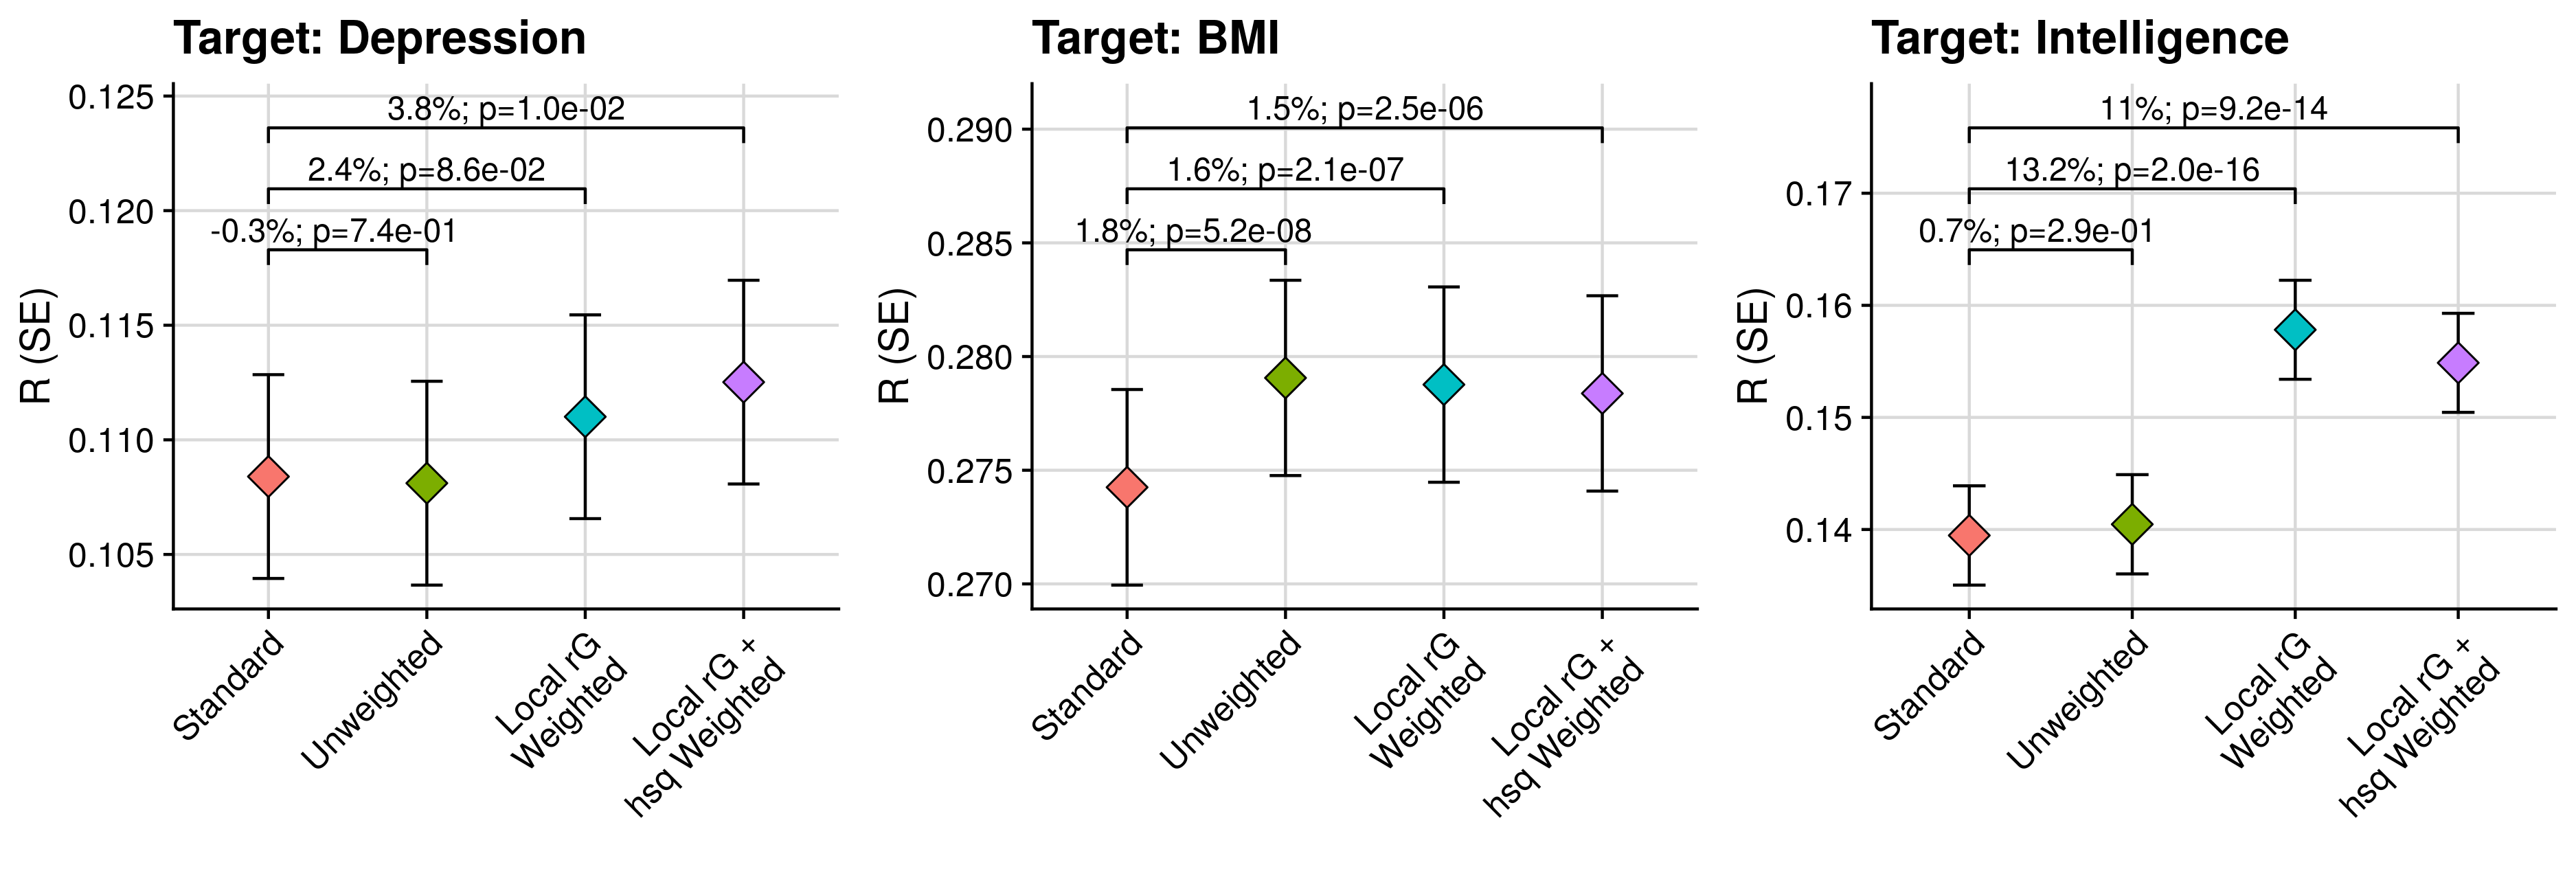 Target: Depression
R (SE)
0.125
0.120
0.115
0.110
0.105
3.8%; p=1.0e-02
2.4%; p=8.6e-02
-0.3%; p=7.4e-01
Standard
Unweighted
Local rG
Weighted
Local rG +
hsq Weighted
Target: BMI
R (SE)
0.290
0.285
0.280
0.275
0.270
1.5%; p=2.5e-06
1.6%; p=2.1e-07
1.8%; p=5.2e-08
Standard
Unweighted
Local rG
Weighted
Local rG +
hsq Weighted
Target: Intelligence
R (SE)
0.17
0.16
0.15
0.14
11%; p=9.2e-14
13.2%; p=2.0e-16
0.7%; p=2.9e-01
Standard
Unweighted
Local rG
Weighted
Local rG +
hsq Weighted